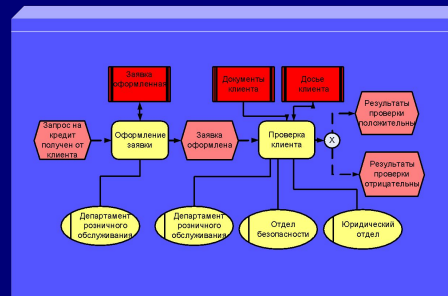 Заявка
оформленная
Документы
клиента
Досье
клиента
Запрос на
кредит
получен от
клиента
Оформление
заявки
Заявка
оформлена
Проверка
клиента
X
Результаты
проверки
положительны
Результаты
проверки
отрицательны
Департамент
розничного
обслуживания
Департамент
розничного
обслуживания
Отдел
безопасности
Юридический
отдел